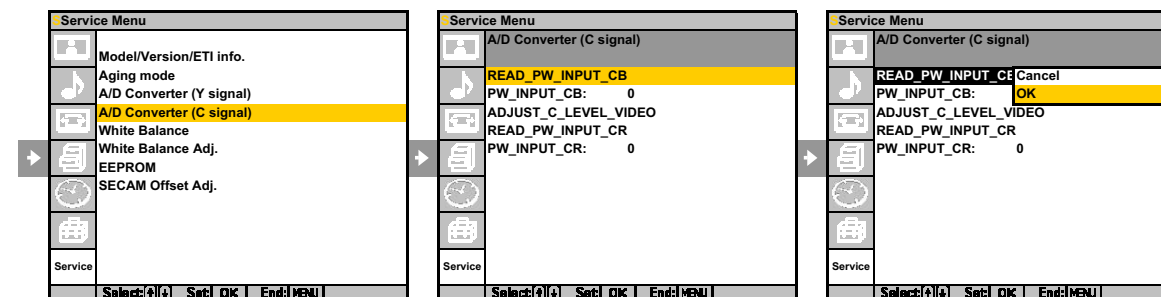 Service Menu
Model/Version/ETI info.
Aging mode
A/D Converter (Y signal)
A/D Converter (C signal)
White Balance
White Balance Adj.
EEPROM
SECAM Offset Adj.
Service
Select:[↑][↓] Set:[ OK ] End:[MENU]
Service Menu
A/D Converter (C signal)
READ_PW_INPUT_CB
PW_INPUT_CB: 0
ADJUST_C_LEVEL_VIDEO
READ_PW_INPUT_CR
PW_INPUT_CR: 0
Service
Select:[↑][↓] Set:[ OK ] End:[MENU]
Service Menu
A/D Converter (C signal)
READ_PW_INPUT_CB Cancel
PW_INPUT_CB: OK
ADJUST_C_LEVEL_VIDEO
READ_PW_INPUT_CR
PW_INPUT_CR: 0
Service
Select:[↑][↓] Set:[ OK ] End:[MENU]